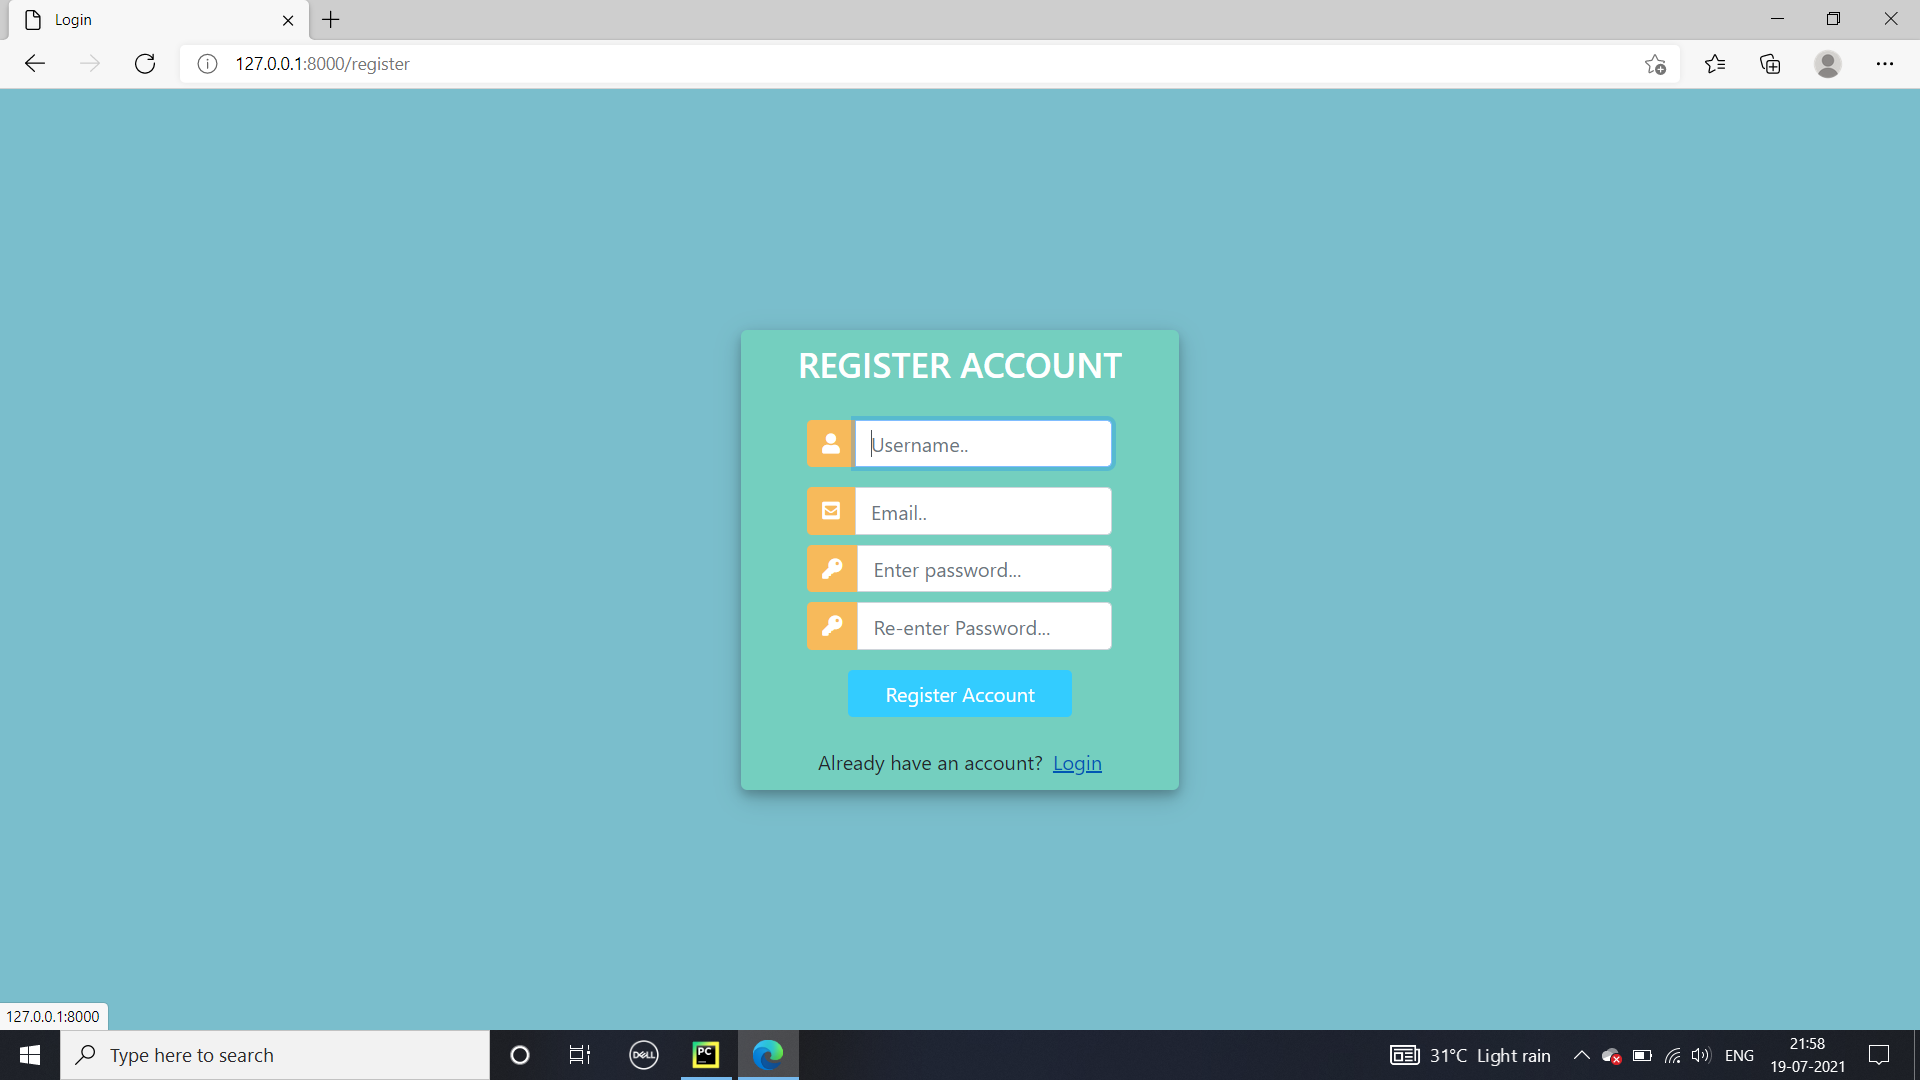 Login
127.0.0.1:8000/register
REGISTER ACCOUNT
Username..
Email..
Enter password...
Re-enter Password...
Register Account
Already have an account? Login
127.0.0.1:8000
Type here to search
DELL
PC
31°C Light rain
ENG
21:58
19-07-2021